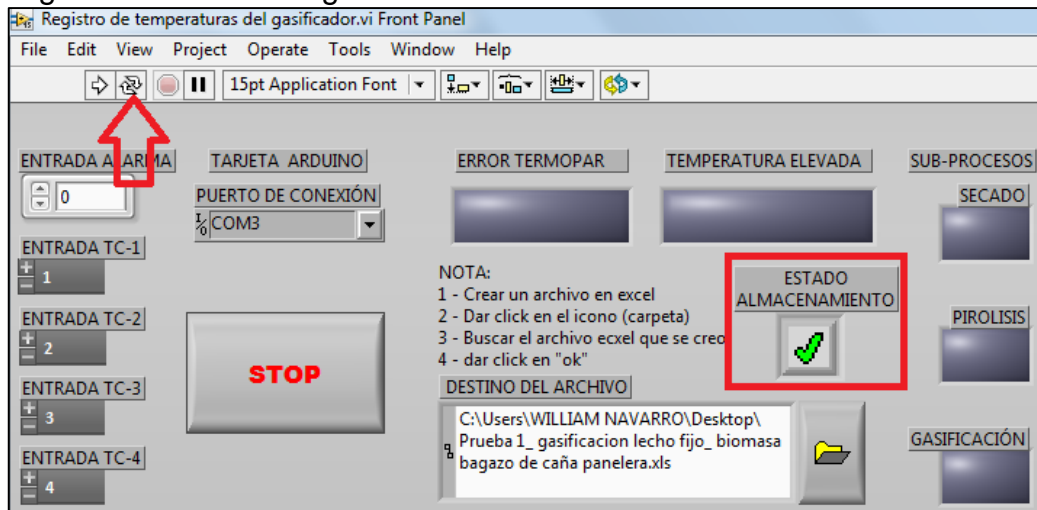 Registro de temperaturas del gasificador.vi Front Panel
File Edit View Project Operate Tools Window Help
15pt Application Font
ENTRADA ALARMA
0
ENTRADA TC-1
1
ENTRADA TC-2
2
ENTRADA TC-3
3
ENTRADA TC-4
4
TARJETA ARDUINO
PUERTO DE CONEXIÓN
COM3
STOP
ERROR TERMOPAR
TEMPERATURA ELEVADA
NOTA:
1 - Crear un archivo en excel
2 - Dar click en el icono (carpeta)
3 - Buscar el archivo ecxel que se creo
4 - dar click en "ok"
ESTADO
ALMACENAMIENTO
DESTINO DEL ARCHIVO
C:\Users\WILLIAM NAVARRO\Desktop\
Prueba 1_ gasificacion lecho fijo_ biomasa
bagazo de caña panelera.xls
SUB-PROCESOS
SECADO
PIROLISIS
GASIFICACIÓN